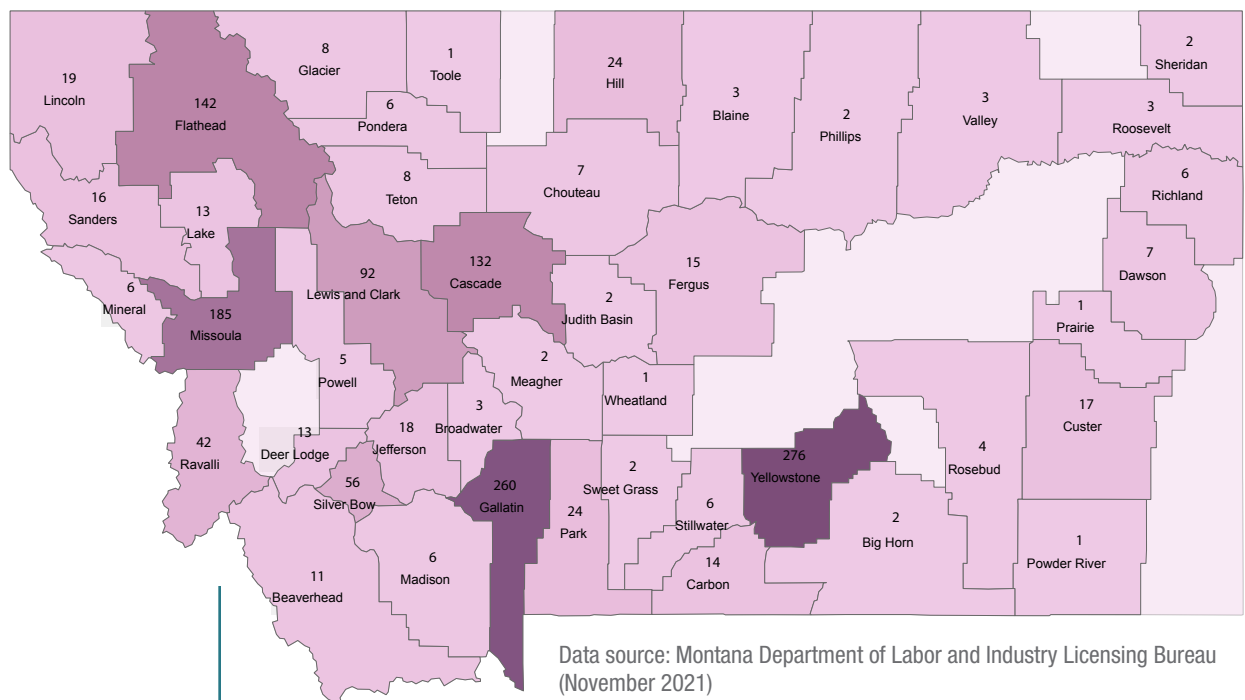 8
Glacier
1
Toole
24
Hill
3
Blaine
2
Phillips
3
Valley
2
Sheridan
19
Lincoln
142
Flathead
6
Pondera
3
Roosevelt
16
Sanders
13
Lake
8
Teton
7
Chouteau
6
Richland
6
Mineral
185
Missoula
92
Lewis and Clark
132
Cascade
2
Judith Basin
15
Fergus
7
Dawson
1
Prairie
5
Powell
2
Meagher
1
Wheatland
42
Ravalli
13
Deer Lodge
18
Jefferson
3
Broadwater
17
Custer
4
Rosebud
56
Silver Bow
260
Gallatin
24
Park
2
Sweet Grass
6
Stillwater
276
Yellowstone
2
Big Horn
1
Powder River
11
Beaverhead
6
Madison
14
Carbon
Data source: Montana Department of Labor and Industry Licensing Bureau
(November 2021)